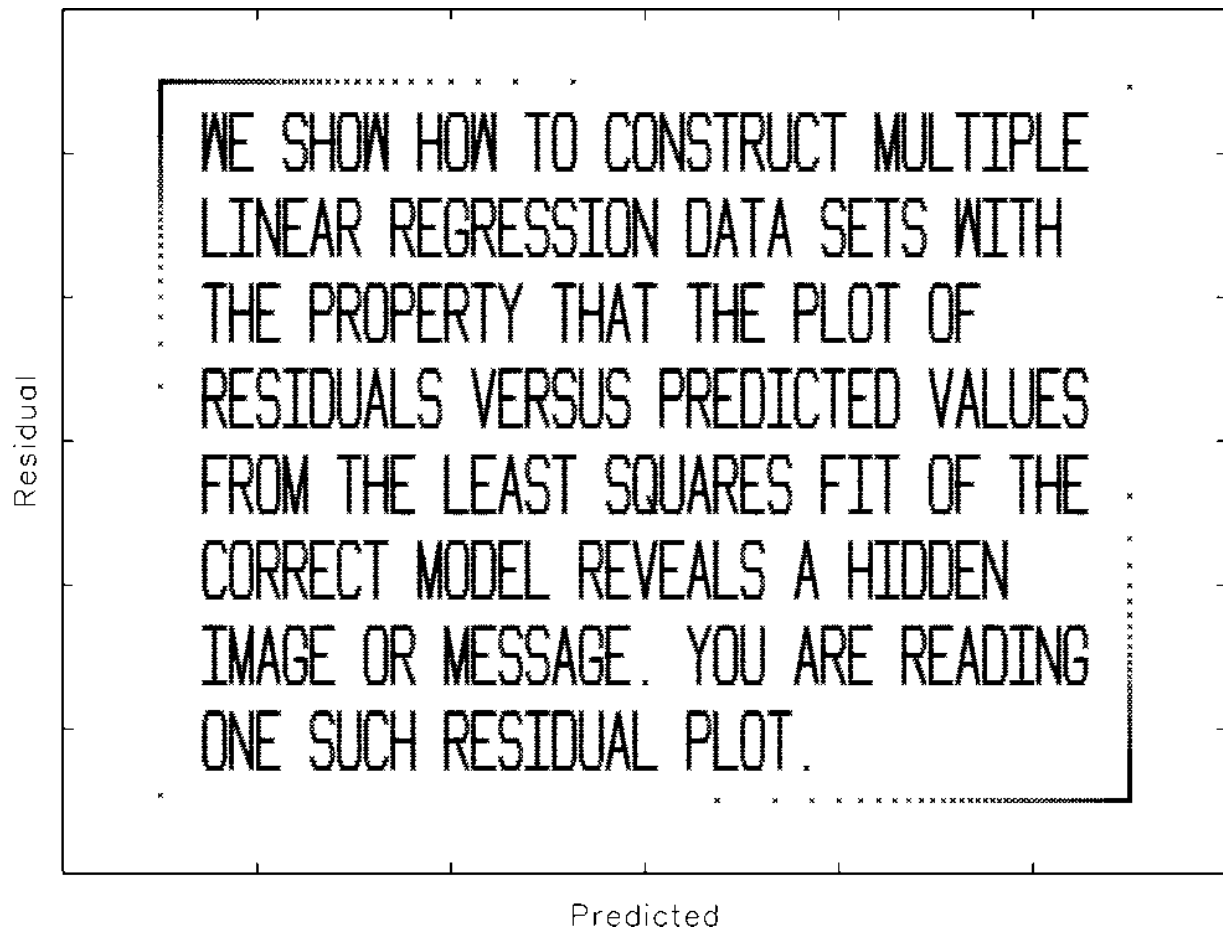 WE SHOW HOW TO CONSTRUCT MULTIPLE
LINEAR REGRESSION DATA SETS WITH
THE PROPERTY THAT THE PLOT OF
RESIDUALS VERSUS PREDICTED VALUES
FROM THE LEAST SQUARES FIT OF THE
CORRECT MODEL REVEALS A HIDDEN
IMAGE OR MESSAGE. YOU ARE READING
ONE SUCH RESIDUAL PLOT.
Residual
Predicted